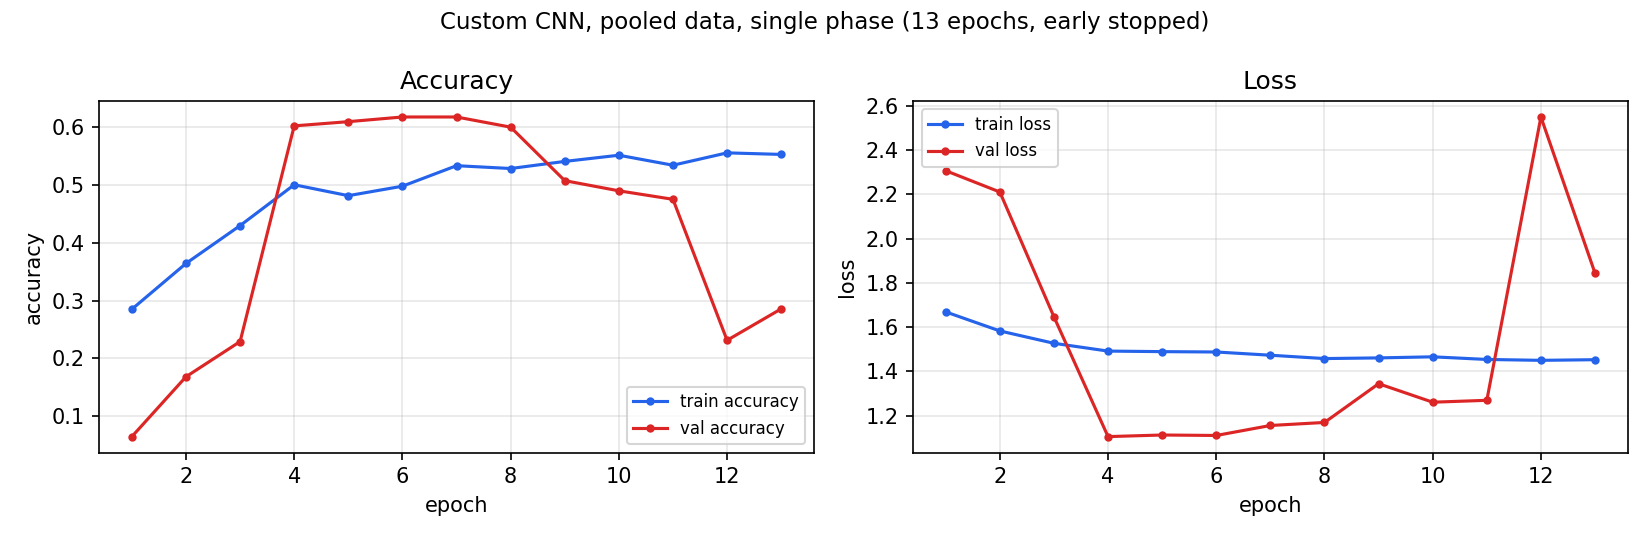 Custom CNN, pooled data, single phase (13 epochs, early stopped)
Accuracy
0.6
0.5
0.4
0.3
0.2
0.1
accuracy
train accuracy
val accuracy
2 4 6 8 10 12
epoch
Loss
2.6
2.4
2.2
2.0
1.8
1.6
1.4
1.2
loss
train loss
val loss
2 4 6 8 10 12
epoch